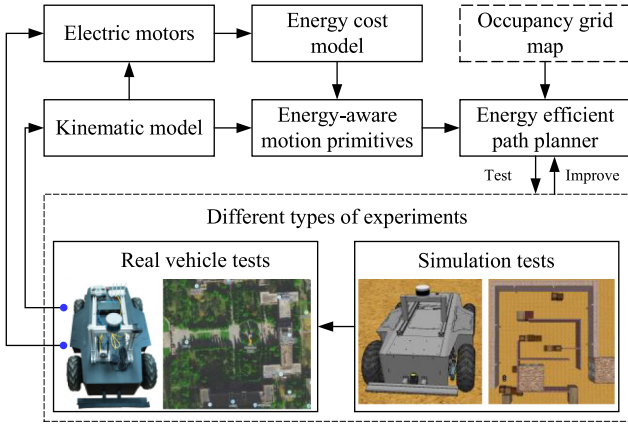 Electric motors
Energy cost
model
Occupancy grid
map
Kinematic model
Energy-aware
motion primitives
Energy efficient
path planner
Test
Improve
Different types of experiments
Real vehicle tests
Simulation tests